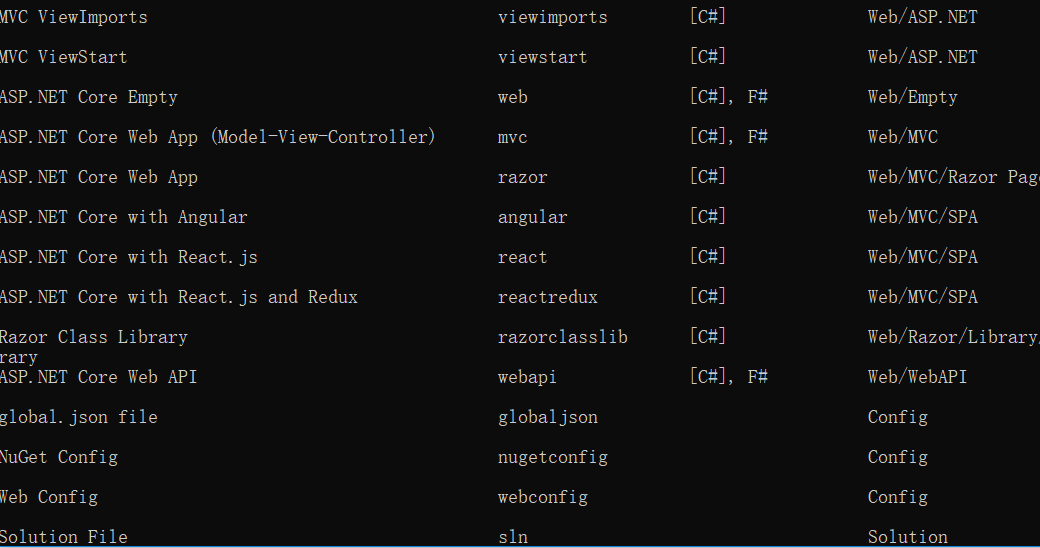 MVC ViewImports viewimports [C#] Web/ASP.NET
MVC ViewStart viewstart [C#] Web/ASP.NET
ASP.NET Core Empty web [C#], F# Web/Empty
ASP.NET Core Web App (Model-View-Controller) mvc [C#], F# Web/MVC
ASP.NET Core Web App razor [C#] Web/MVC/Razor Pag
ASP.NET Core with Angular angular [C#] Web/MVC/SPA
ASP.NET Core with React.js react [C#] Web/MVC/SPA
ASP.NET Core with React.js and Redux reactredux [C#] Web/MVC/SPA
Razor Class Library razorclasslib [C#] Web/Razor/Library/
rary
ASP.NET Core Web API webapi [C#], F# Web/WebAPI
global.json file globaljson Config
NuGet Config nugetconfig Config
Web Config webconfig Config
Solution File sln Solution